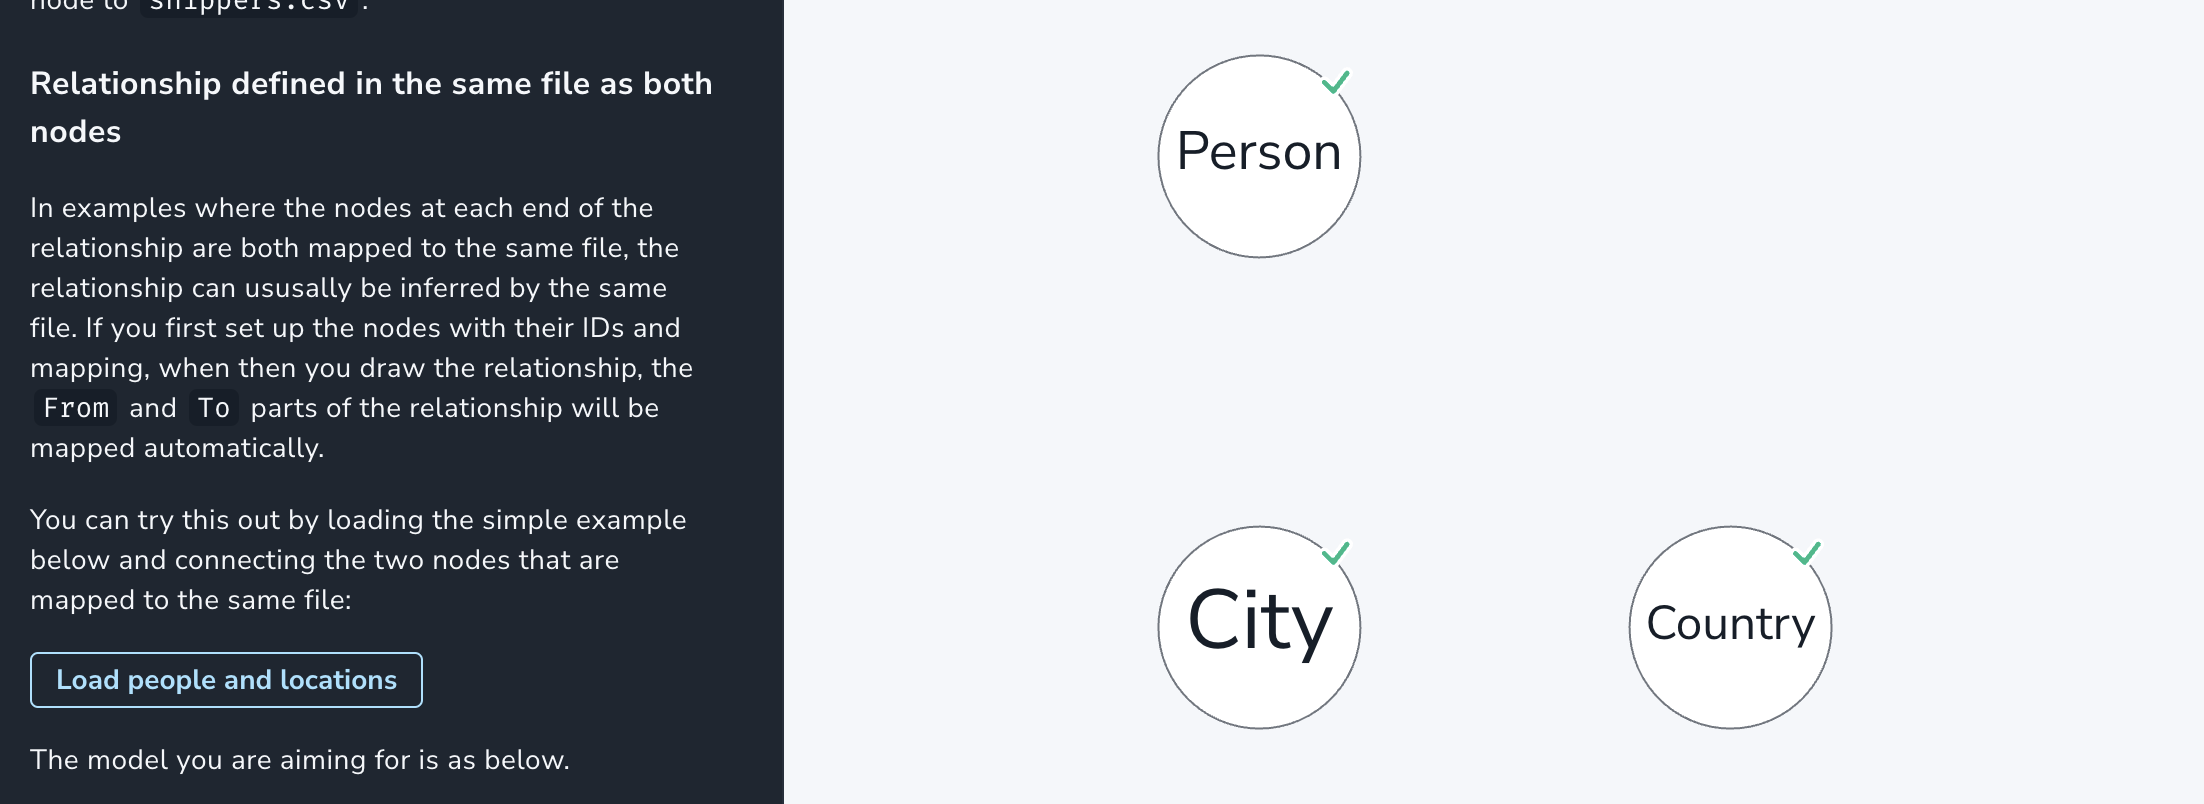 node to shippers.csv .
Relationship defined in the same file as both
nodes
In examples where the nodes at each end of the
relationship are both mapped to the same file, the
relationship can ususally be inferred by the same
file. If you first set up the nodes with their IDs and
mapping, when then you draw the relationship, the
From and To parts of the relationship will be
mapped automatically.
You can try this out by loading the simple example
below and connecting the two nodes that are
mapped to the same file:
Load people and locations
The model you are aiming for is as below.
Person
City
Country